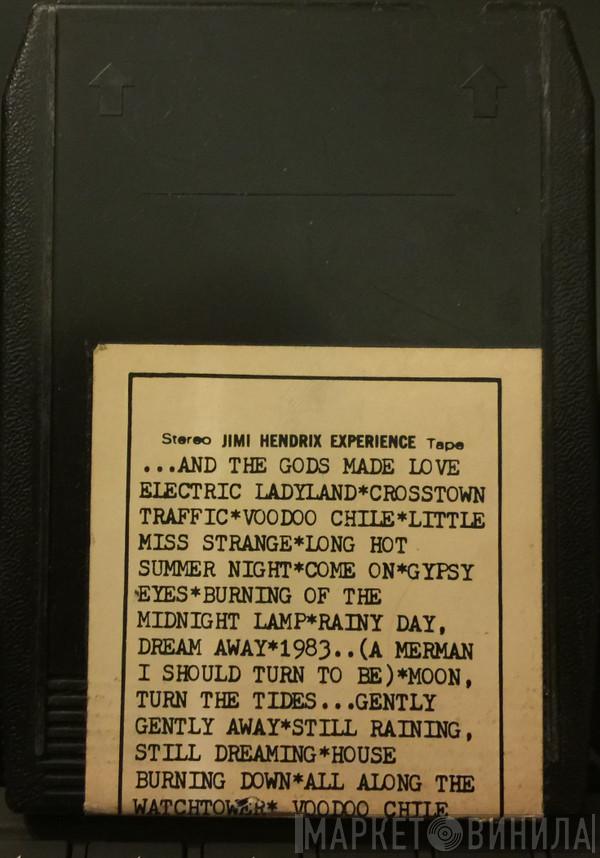 Stereo JIMI HENDRIX EXPERIENCE Tape
...AND THE GODS MADE LOVE
ELECTRIC LADYLAND*CROSSTOWN
TRAFFIC*VOODOO CHILE*LITTLE
MISS STRANGE*LONG HOT
SUMMER NIGHT*COME ON*GYPSY
EYES*BURNING OF THE
MIDNIGHT LAMP*RAINY DAY,
DREAM AWAY*1983..(A MERMAN
I SHOULD TURN TO BE)*MOON,
TURN THE TIDES...GENTLY
GENTLY AWAY*STILL RAINING,
STILL DREAMING*HOUSE
BURNING DOWN*ALL ALONG THE
WATCHTOWER* VOODOO CHILE
МАРКЕТ ВИНИЛА